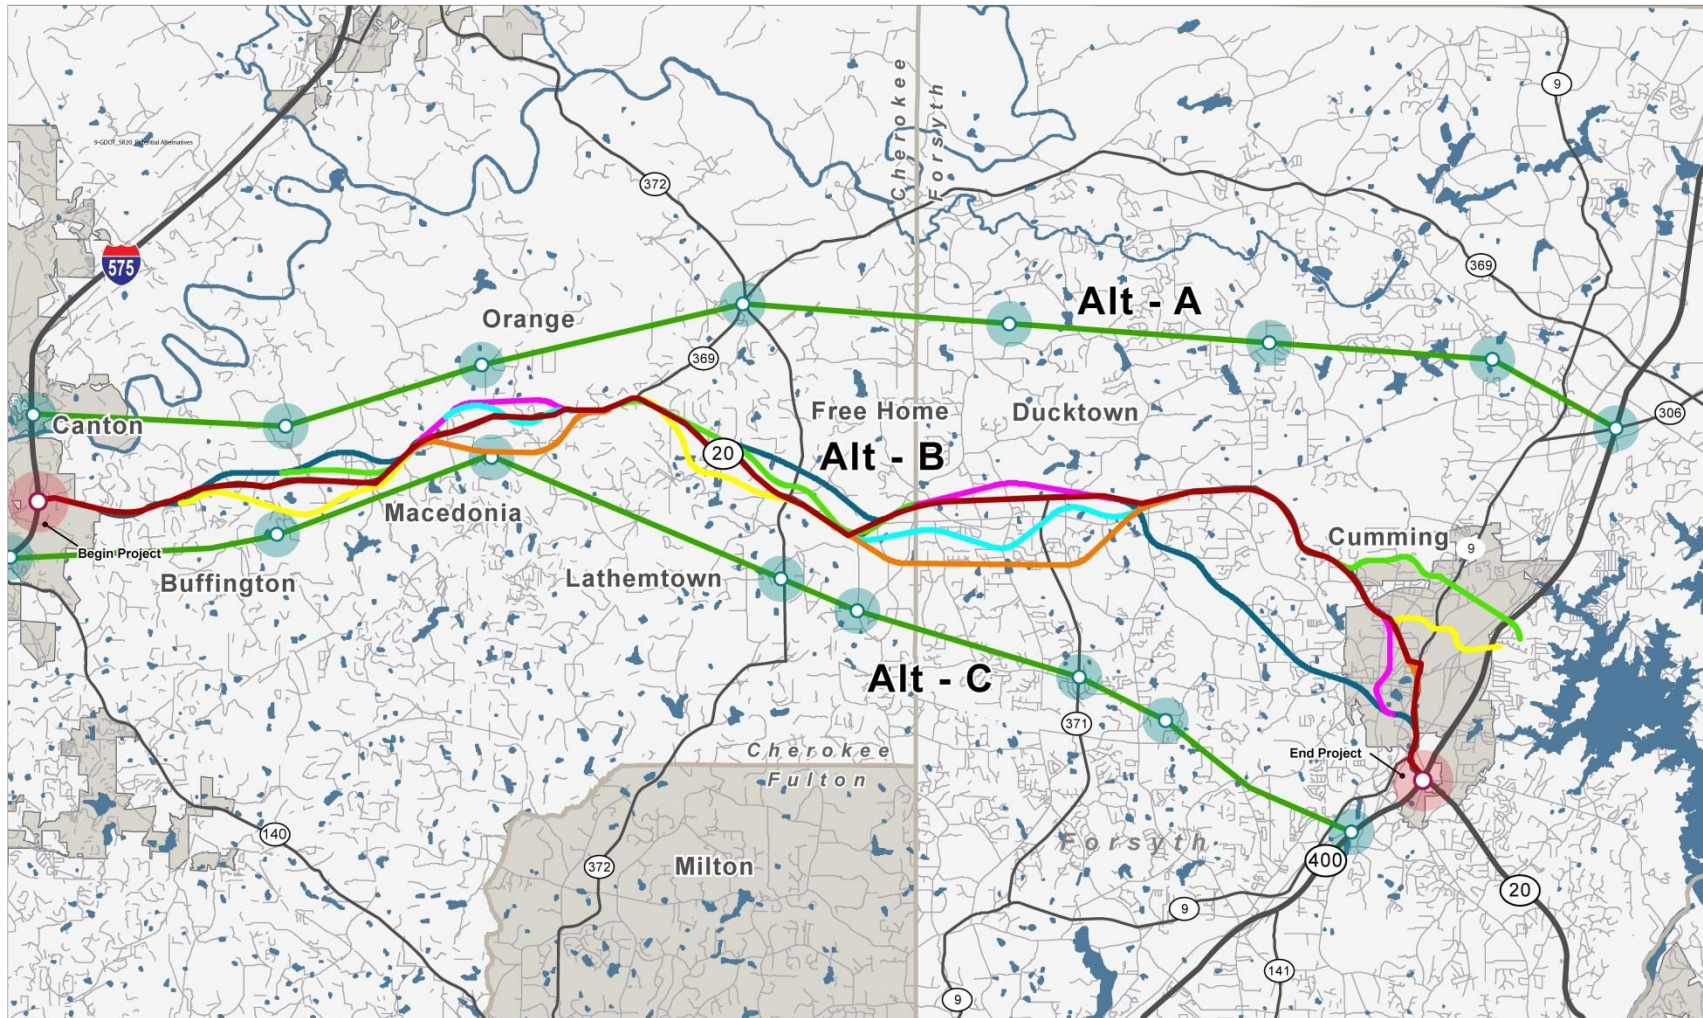 9
Cherokee
Forsyth
9-GDOT_SR20_Potential Alternatives
372
575
369
Alt - A
Orange
369
306
Free Home
Ducktown
Canton
20
Alt - B
Macedonia
Cumming
9
Begin Project
Buffington
Lathemtown
Alt - C
371
Cherokee
Fulton
End Project
140
Forsyth
372
Milton
400
20
9
141
9